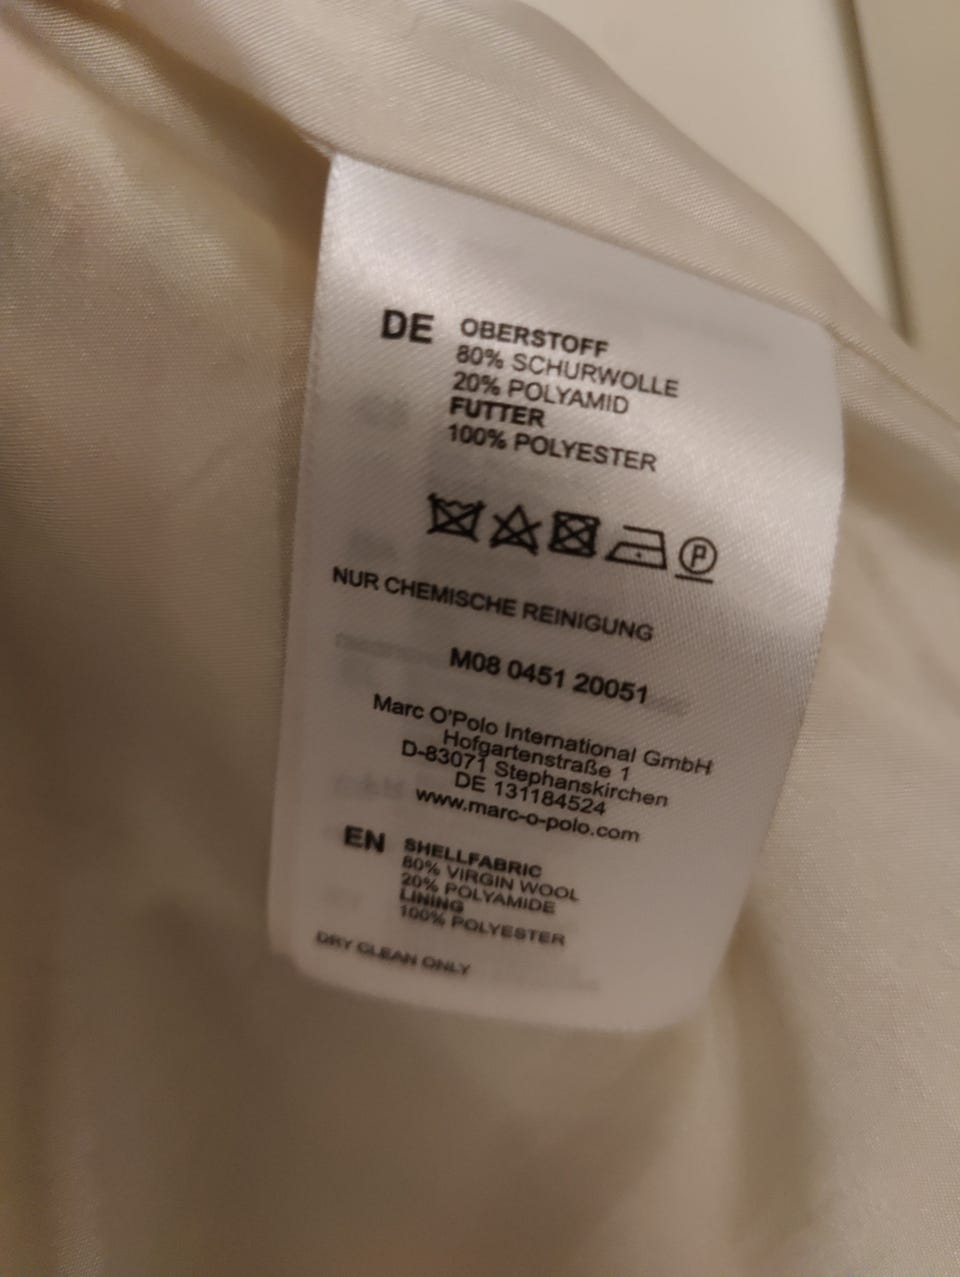 DE OBERSTOFF
80% SCHURWOLLE
20% POLYAMID
FUTTER
100% POLYESTER
P
NUR CHEMISCHE REINIGUNG
M08 0451 20051
Marc O'Polo International GmbH
Hofgartenstraße 1
D-83071 Stephanskirchen
DE 131184524
www.marc-o-polo.com
EN SHELLFABRIC
80% VIRGIN WOOL
20% POLYAMIDE
LINING
100% POLYESTER
DRY CLEAN ONLY